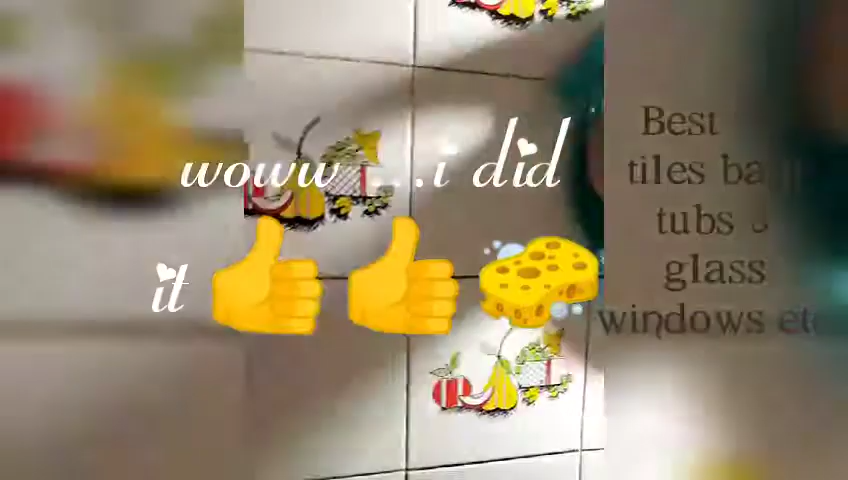 woww ...i did
it 👍👍🧽
Best
tiles
tubs
glass
windows